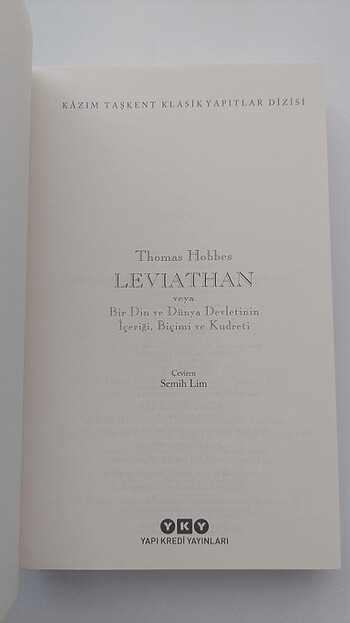 KÂZIM TAŞKENT KLASİK YAPITLAR DİZİSİ
Thomas Hobbes
LEVIATHAN
veya
Bir Din ve Dünya Devletinin
İçeriği, Biçimi ve Kudreti
Çeviren
Semih Lim
YKY
YAPI KREDİ YAYINLARI